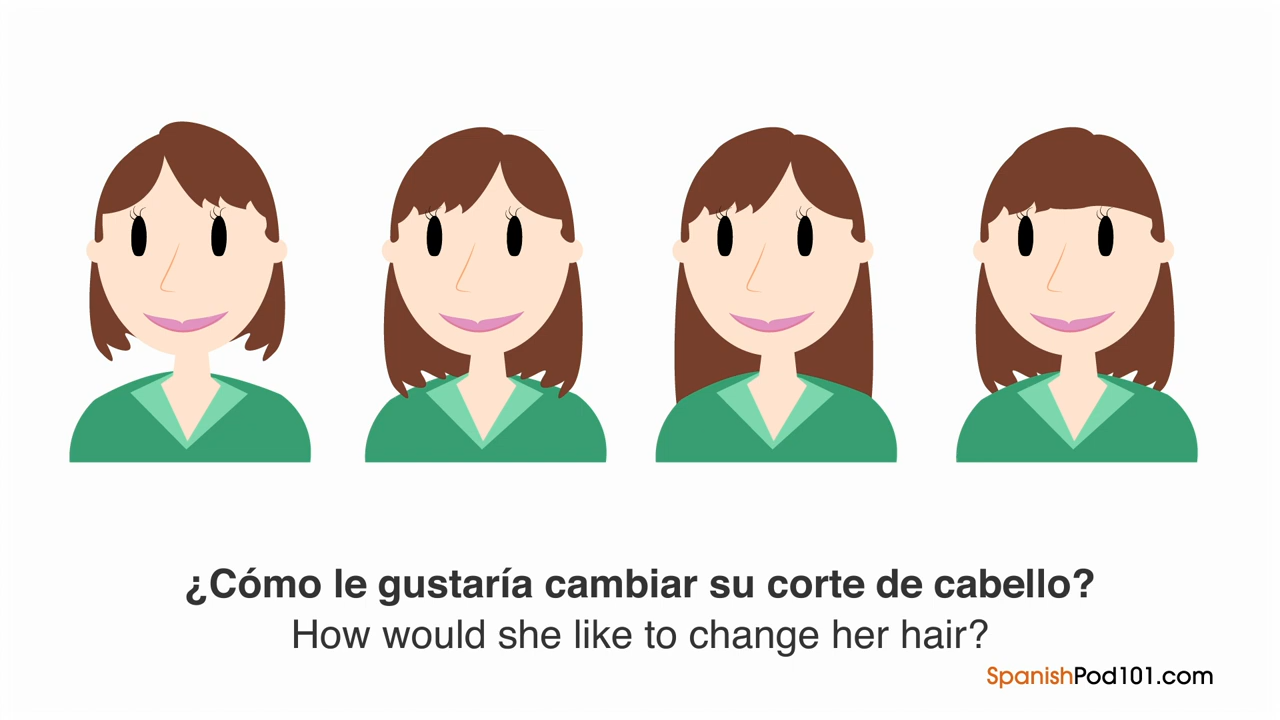 ¿Cómo le gustaría cambiar su corte de cabello?
How would she like to change her hair?
SpanishPod101.com